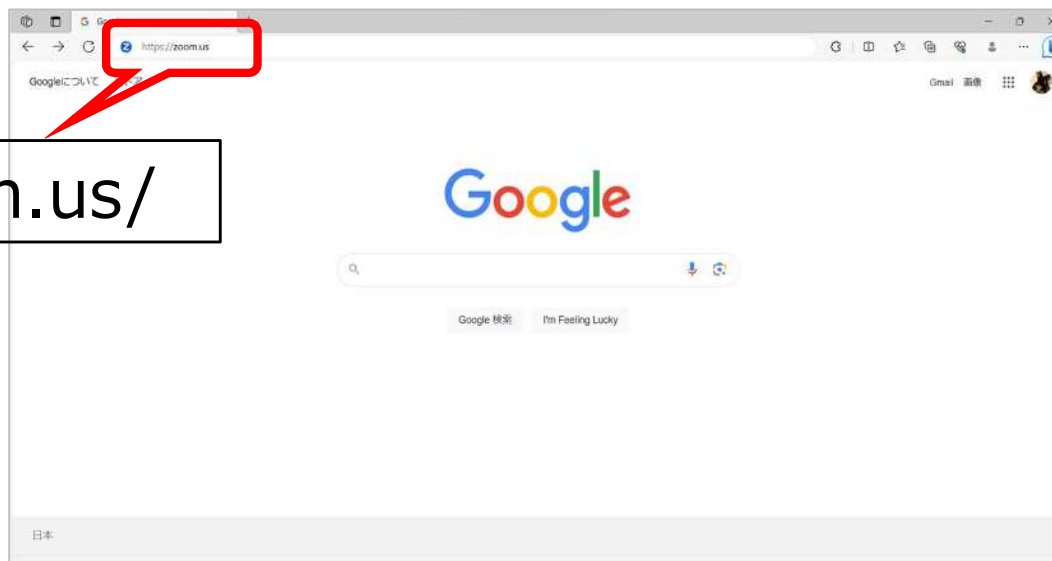 https://zoom.us
Googleについて
Gmail 画像
m.us/
Google
Google 検索 I'm Feeling Lucky
日本